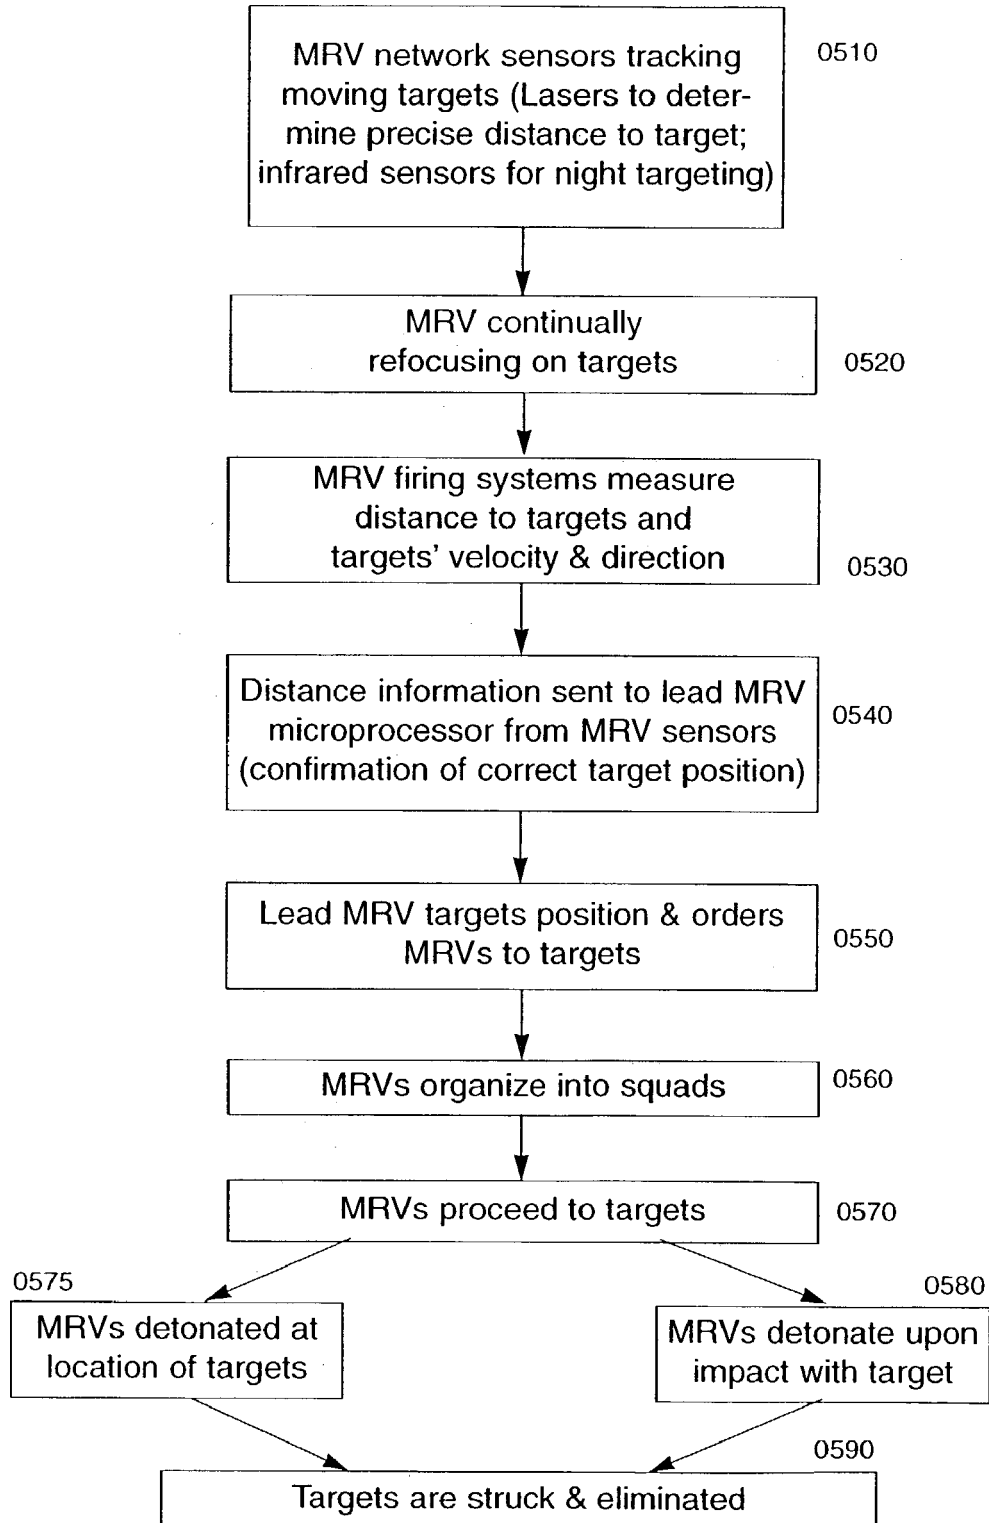 MRV network sensors tracking
moving targets (Lasers to deter-
mine precise distance to target;
infrared sensors for night targeting)
0510
MRV continually
refocusing on targets
0520
MRV firing systems measure
distance to targets and
targets' velocity & direction
0530
Distance information sent to lead MRV
microprocessor from MRV sensors
(confirmation of correct target position)
0540
Lead MRV targets position & orders
MRVs to targets
0550
MRVs organize into squads
0560
MRVs proceed to targets
0570
0575
MRVs detonated at
location of targets
0580
MRVs detonate upon
impact with target
0590
Targets are struck & eliminated